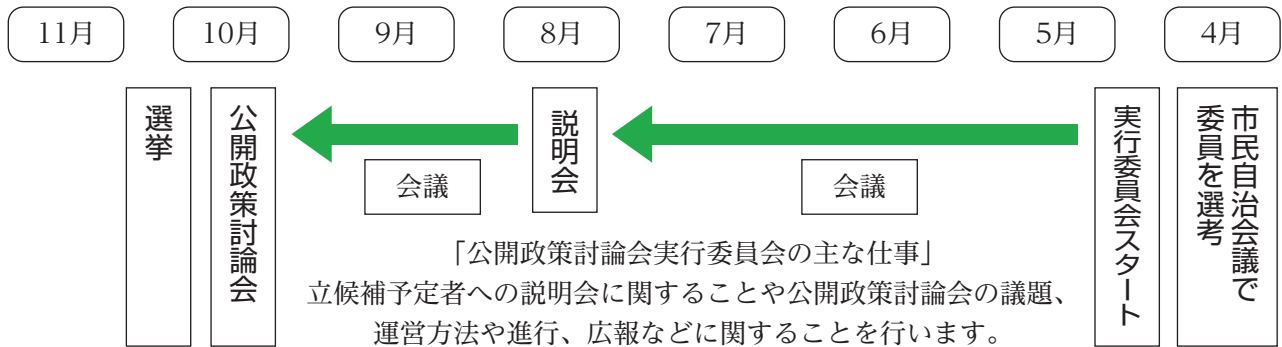 11月
10月
9月
8月
7月
6月
5月
4月
市民自治会議で
委員を選考
実行委員会スタート
会議
説明会
会議
公開政策討論会
選挙
「公開政策討論会実行委員会の主な仕事」
立候補予定者への説明会に関することや公開政策討論会の議題、
運営方法や進行、広報などに関することを行います。